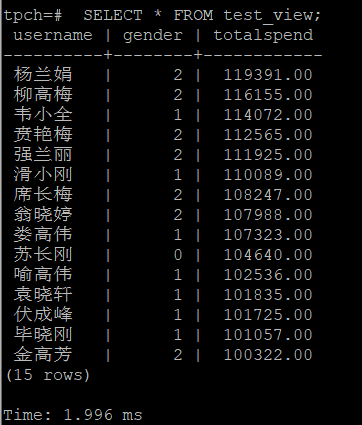 tpch=#  SELECT * FROM test_view;
 username | gender | totalspend
----------+--------+------------
 杨兰娟   |      2 |  119391.00
 柳高梅   |      2 |  116155.00
 韦小全   |      1 |  114072.00
 贲艳梅   |      2 |  112565.00
 强兰丽   |      2 |  111925.00
 滑小刚   |      1 |  110089.00
 席长梅   |      2 |  108247.00
 翁晓婷   |      2 |  107988.00
 娄高伟   |      1 |  107323.00
 苏长刚   |      0 |  104640.00
 喻高伟   |      1 |  102536.00
 袁晓轩   |      1 |  101835.00
 伏成峰   |      1 |  101725.00
 毕晓刚   |      1 |  101057.00
 金高芳   |      2 |  100322.00
(15 rows)
Time: 1.996 ms